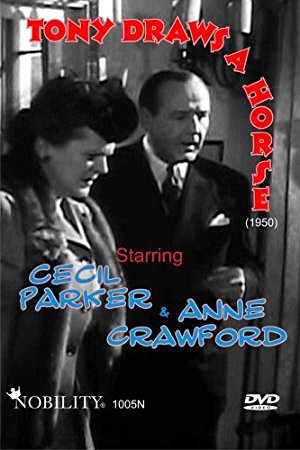 TONY DRAWS
A HORSE
(1950)
Starring
CECIL
PARKER
& ANNE
CRAWFORD
NOBILITY® 1005N
DVD
VIDEO